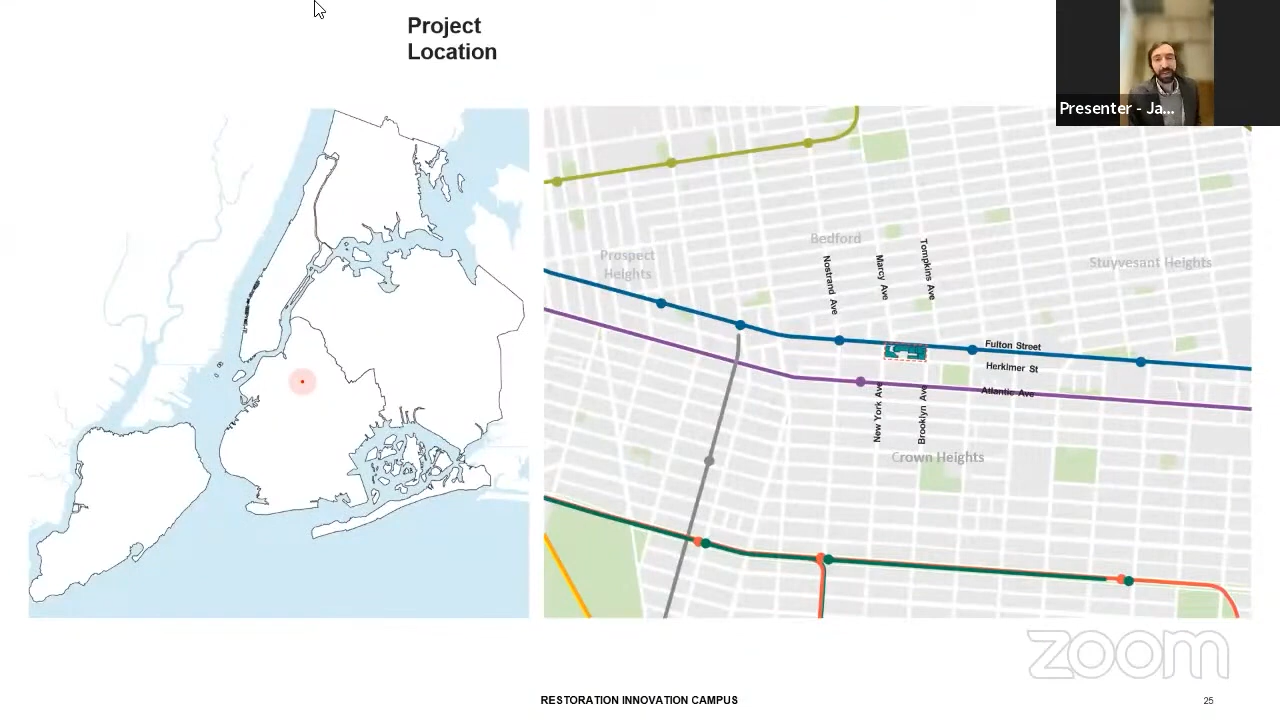 Project
Location
Presenter - Ja...
Prospect
Heights
Bedford
Nostrand Ave
Marcy Ave
Tompkins Ave
Stuyvesant Heights
Fulton Street
Herkimer St
Atlantic Ave
New York Ave
Brooklyn Ave
Crown Heights
zoom
RESTORATION INNOVATION CAMPUS
25